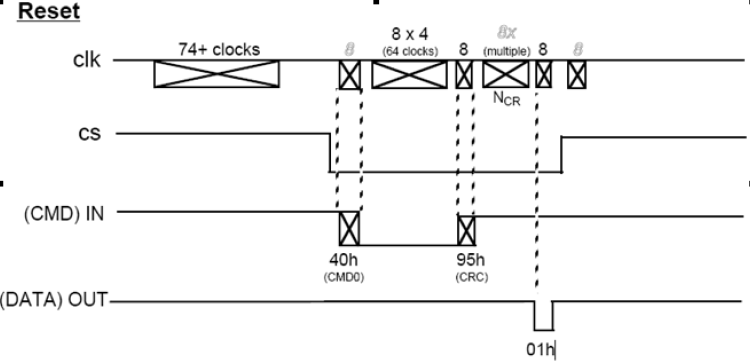 Reset
74+ clocks
8
8 x 4
(64 clocks)
8
8x
(multiple)
8
8
clk
NCR
cs
(CMD) IN
40h
(CMD0)
95h
(CRC)
(DATA) OUT
01h